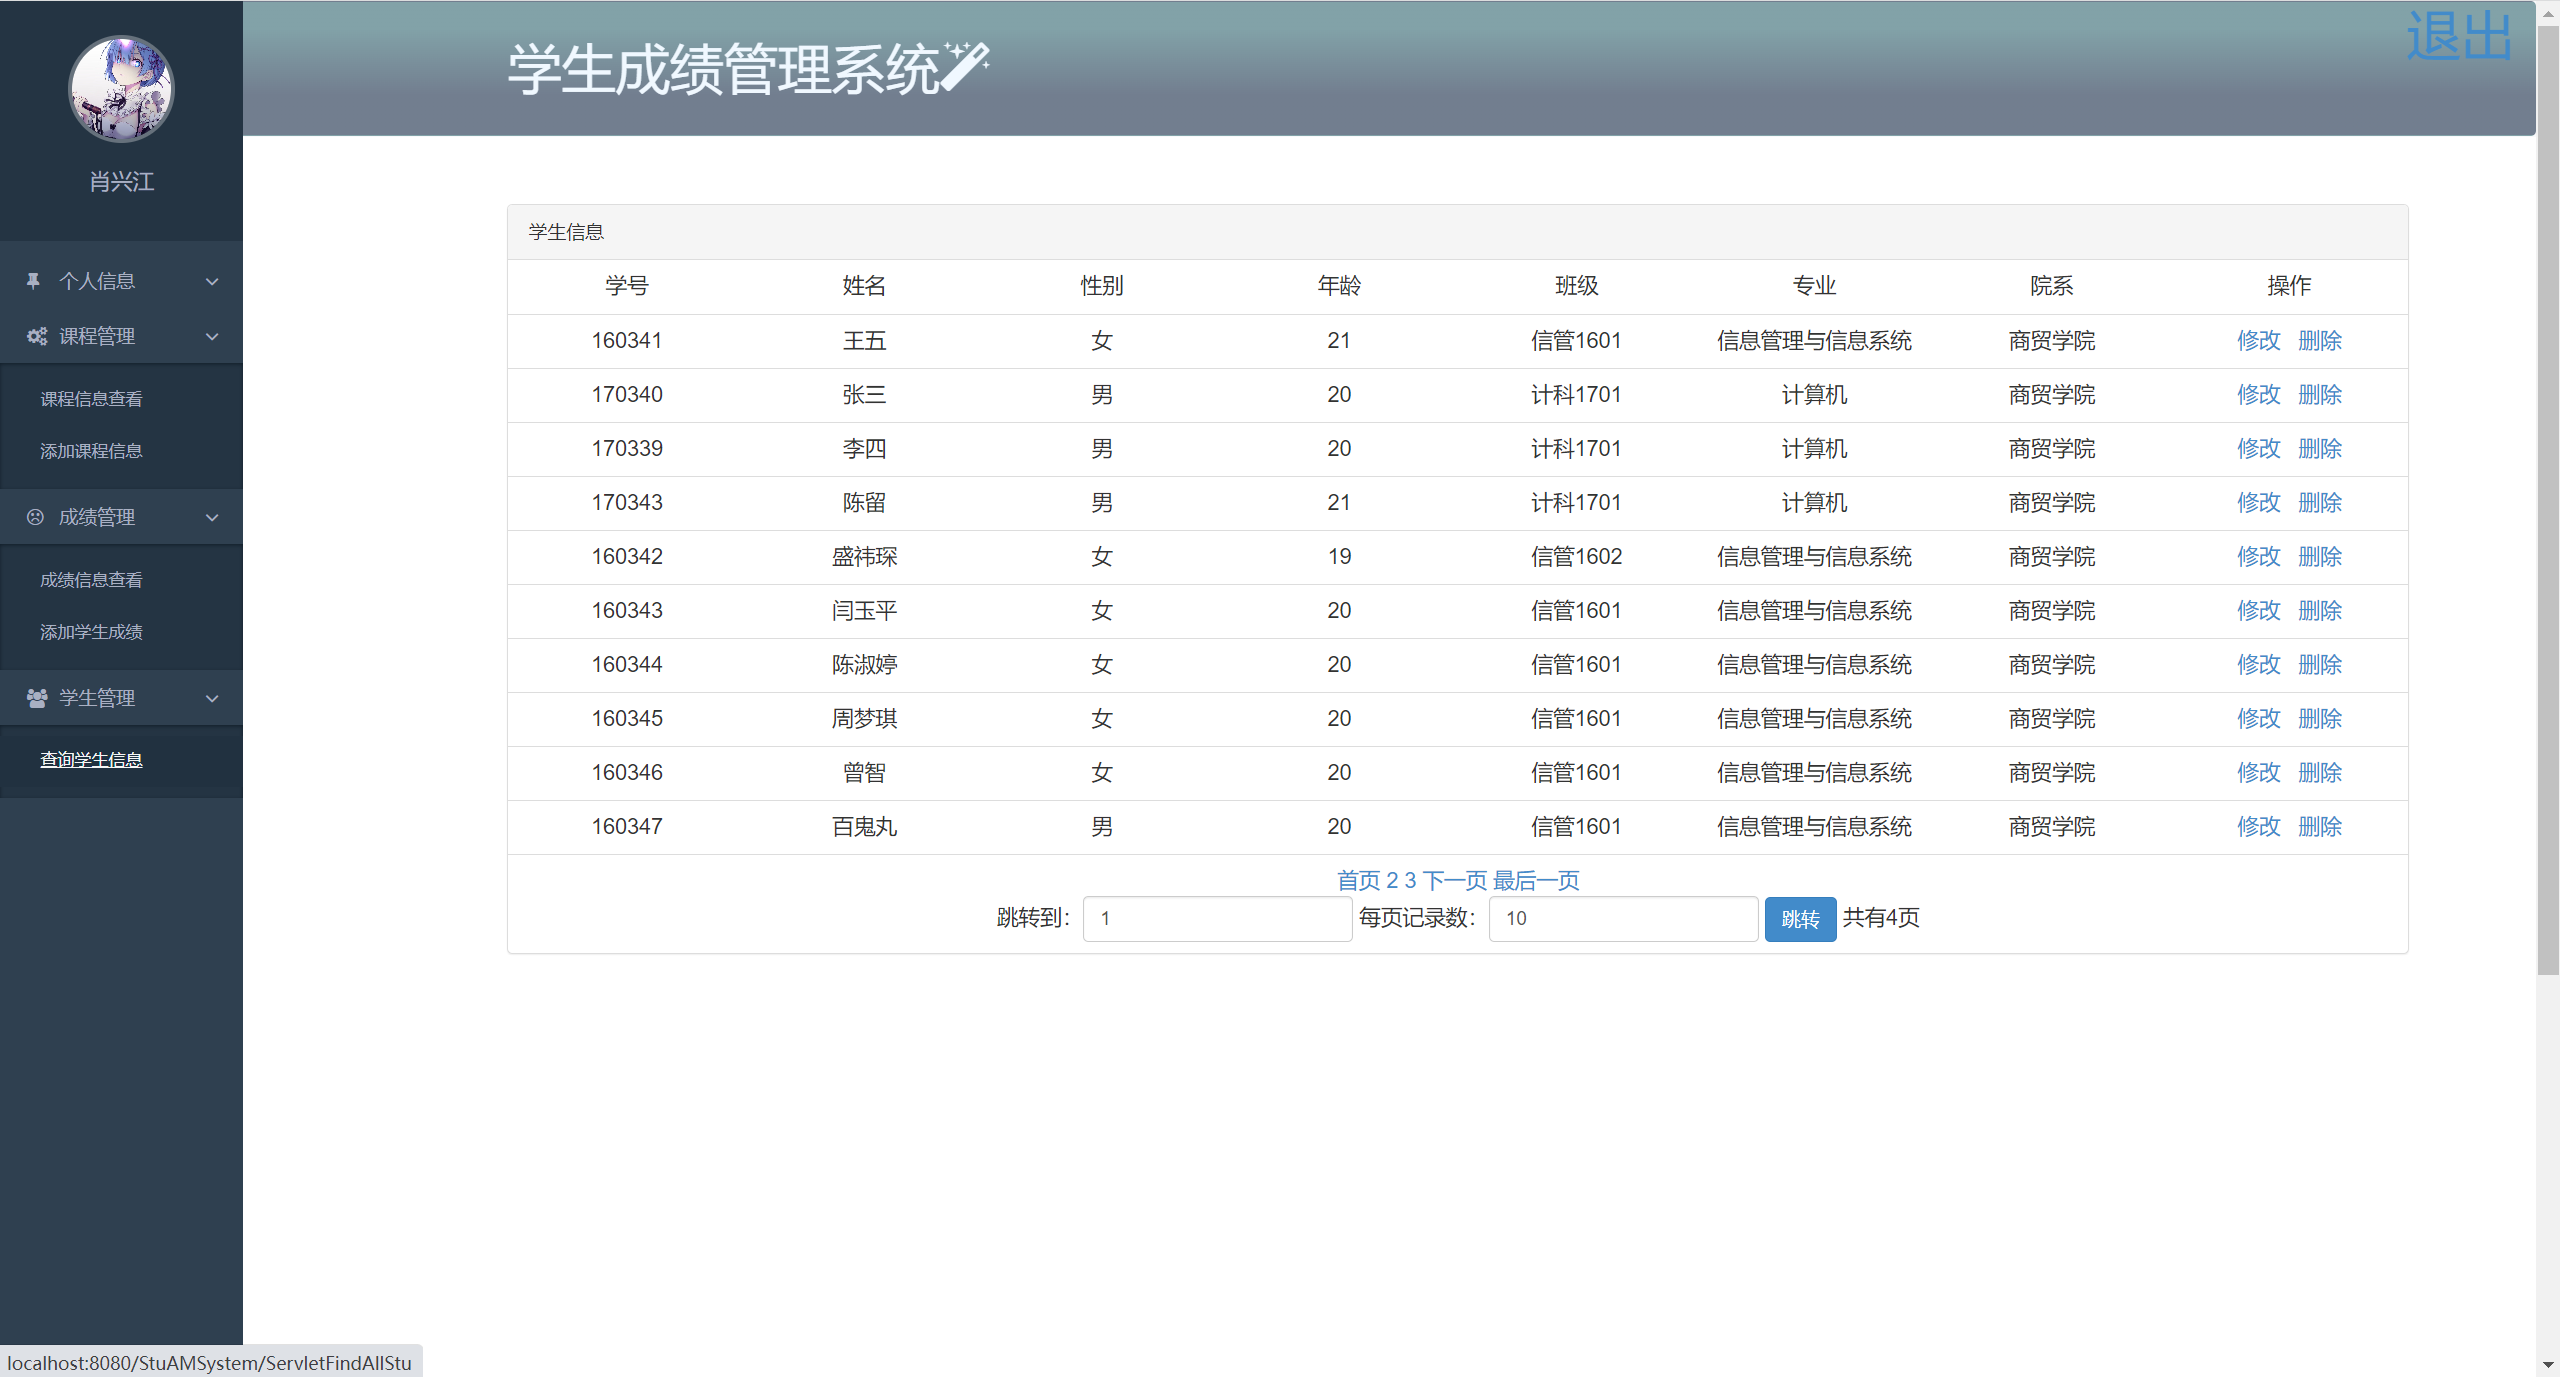 学生成绩管理系统
退出
肖兴江
个人信息
课程管理
课程信息查看
添加课程信息
成绩管理
成绩信息查看
添加学生成绩
学生管理
查询学生信息
学生信息
学号 姓名 性别 年龄 班级 专业 院系 操作
160341 王五 女 21 信管1601 信息管理与信息系统 商贸学院 修改 删除
170340 张三 男 20 计科1701 计算机 商贸学院 修改 删除
170339 李四 男 20 计科1701 计算机 商贸学院 修改 删除
170343 陈留 男 21 计科1701 计算机 商贸学院 修改 删除
160342 盛祎琛 女 19 信管1602 信息管理与信息系统 商贸学院 修改 删除
160343 闫玉平 女 20 信管1601 信息管理与信息系统 商贸学院 修改 删除
160344 陈淑婷 女 20 信管1601 信息管理与信息系统 商贸学院 修改 删除
160345 周梦琪 女 20 信管1601 信息管理与信息系统 商贸学院 修改 删除
160346 曾智 女 20 信管1601 信息管理与信息系统 商贸学院 修改 删除
160347 百鬼丸 男 20 信管1601 信息管理与信息系统 商贸学院 修改 删除
首页 2 3 下一页 最后一页
跳转到： 1 每页记录数： 10 跳转 共有4页
localhost:8080/StuAMSystem/ServletFindAllStu